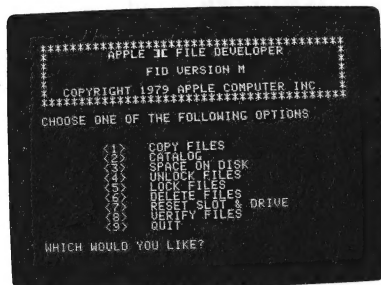 ****************************************
APPLE ][ FILE DEVELOPER
FID VERSION M
COPYRIGHT 1979 APPLE COMPUTER INC.
****************************************
CHOOSE ONE OF THE FOLLOWING OPTIONS
<1> COPY FILES
<2> CATALOG
<3> SPACE ON DISK
<4> UNLOCK FILES
<5> LOCK FILES
<6> DELETE FILES
<7> RESET SLOT & DRIVE
<8> VERIFY FILES
<9> QUIT
WHICH WOULD YOU LIKE?